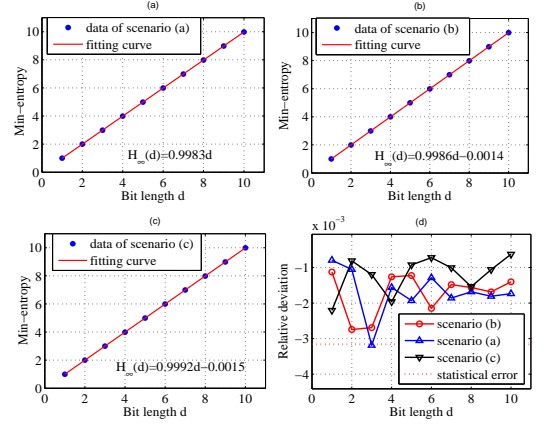 (a)
data of scenario (a)
fitting curve
10
8
6
4
2
0
Min−entropy
H∞(d)=0.9983d
0 2 4 6 8 10
Bit length d
(b)
data of scenario (b)
fitting curve
10
8
6
4
2
0
Min−entropy
H∞(d)=0.9986d−0.0014
0 2 4 6 8 10
Bit length d
(c)
data of scenario (c)
fitting curve
10
8
6
4
2
0
Min−entropy
H∞(d)=0.9992d−0.0015
0 2 4 6 8 10
Bit length d
(d)
x 10⁻³
0
−1
−2
−3
−4
Relative deviation
scenario (b)
scenario (a)
scenario (c)
statistical error
0 2 4 6 8 10
Bit length d